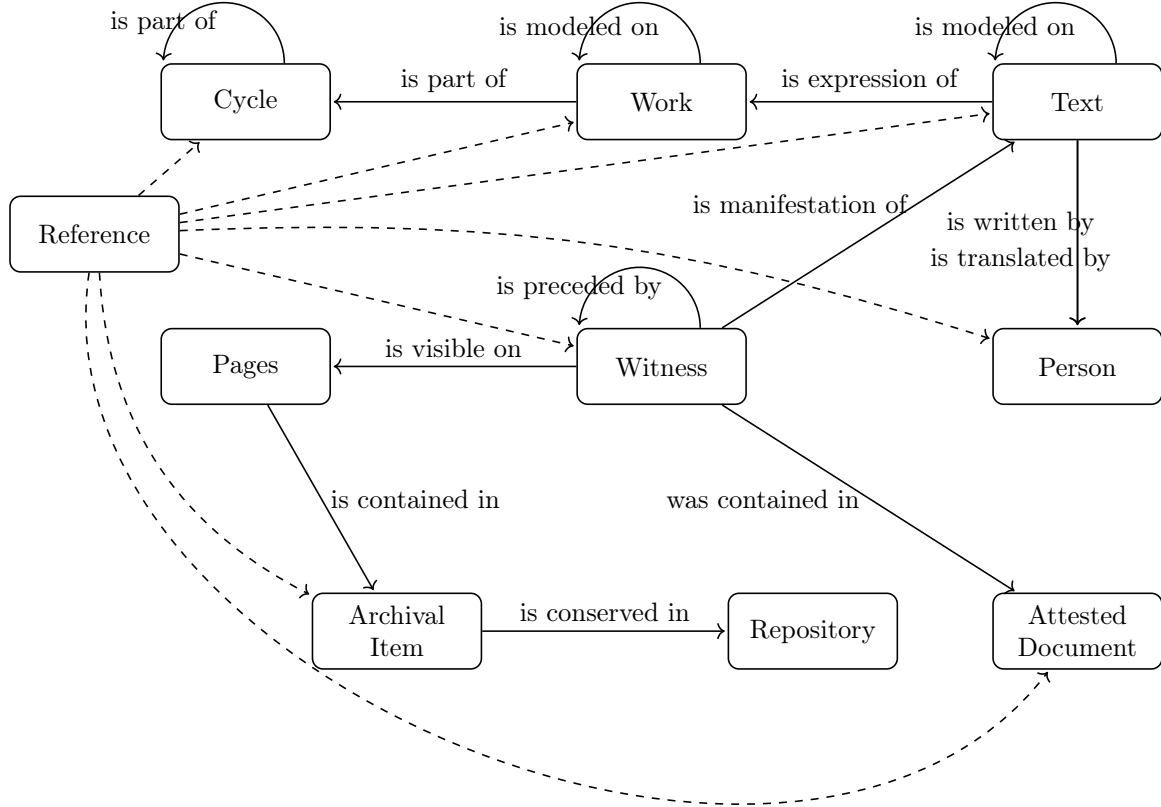 is part of
is modeled on
is modeled on
Cycle
is part of
Work
is expression of
Text
Reference
is manifestation of
is written by
is translated by
is preceded by
Pages
is visible on
Witness
Person
is contained in
was contained in
Archival
Item
is conserved in
Repository
Attested
Document